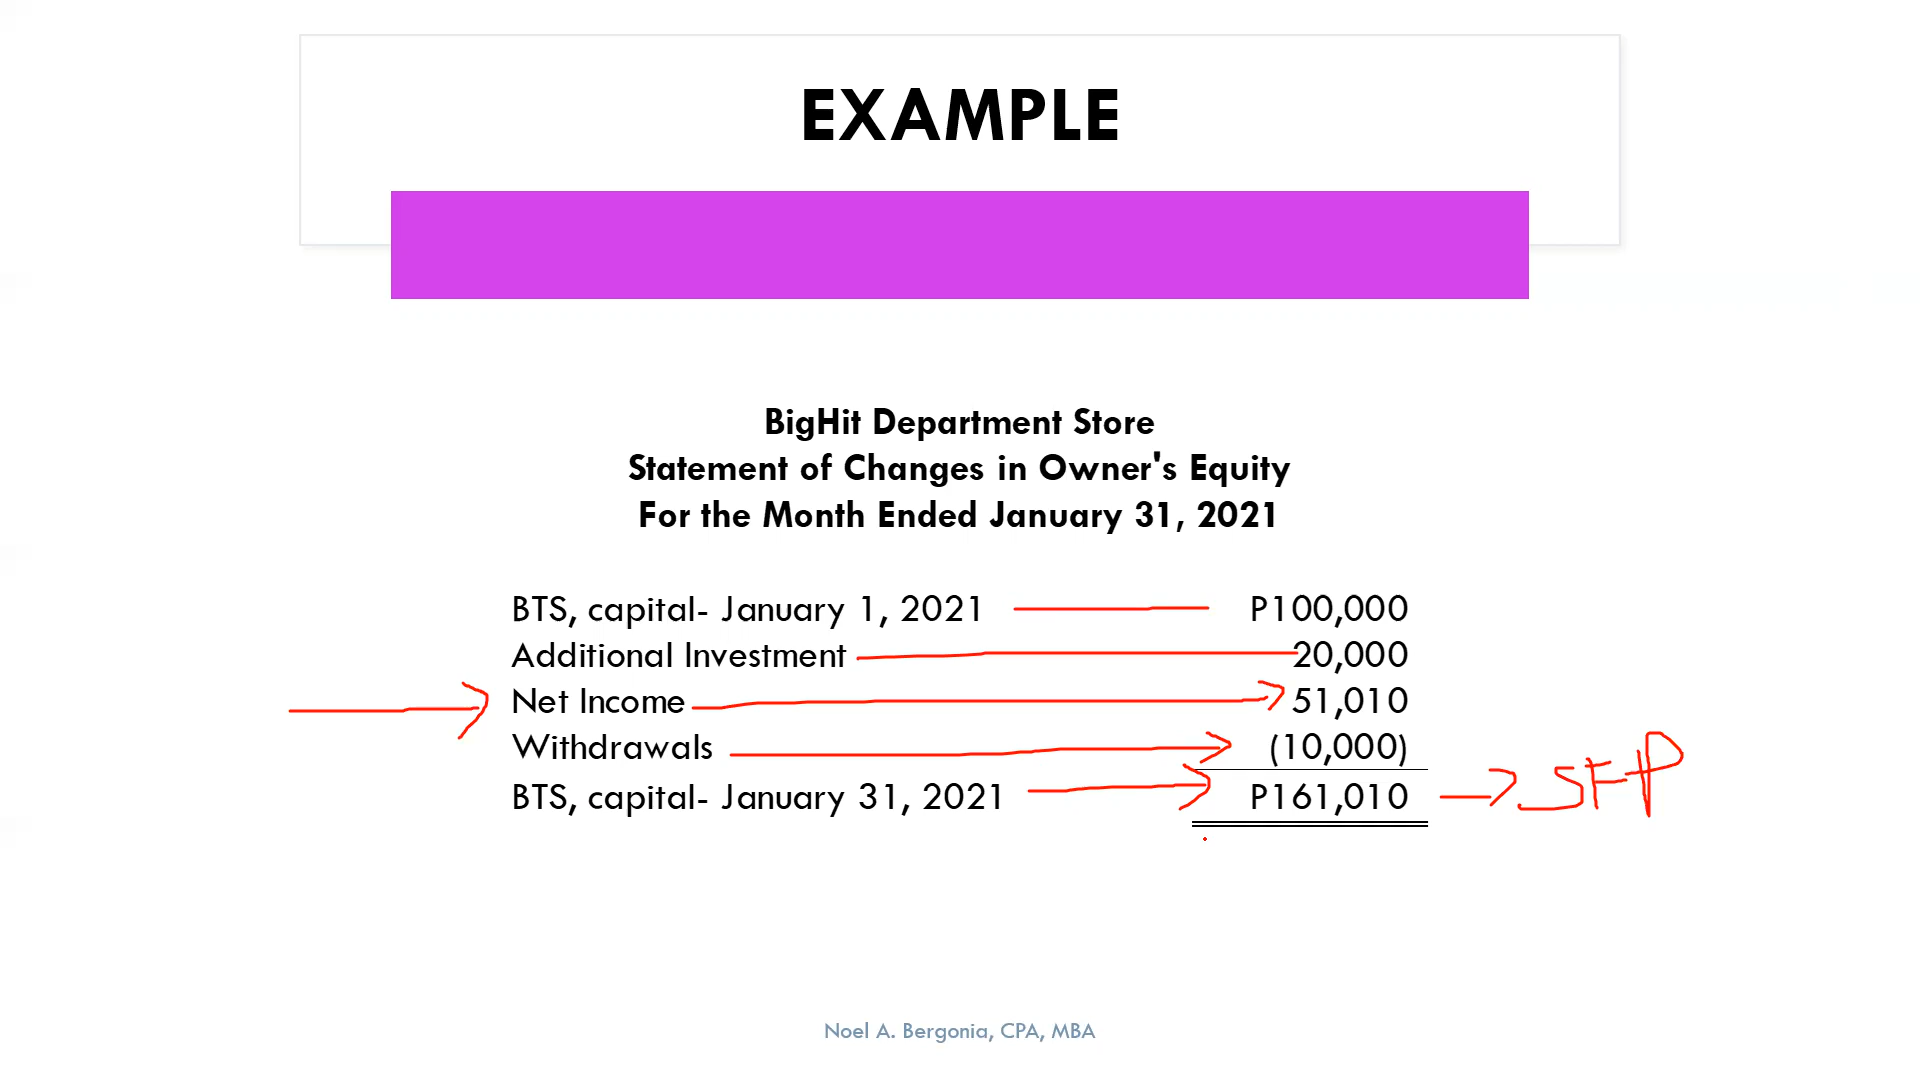 EXAMPLE
BigHit Department Store
Statement of Changes in Owner's Equity
For the Month Ended January 31, 2021
BTS, capital- January 1, 2021 P100,000
Additional Investment 20,000
Net Income 51,010
Withdrawals (10,000)
BTS, capital- January 31, 2021 P161,010 SFP
Noel A. Bergonia, CPA, MBA